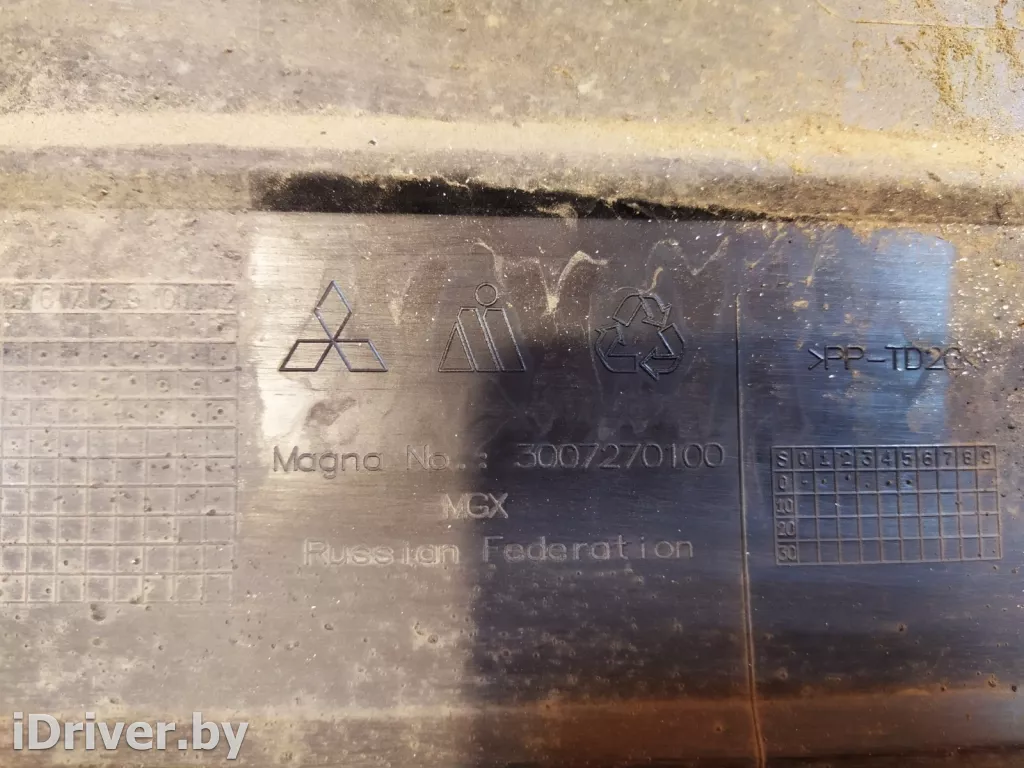 >PP-TD20<
Magna No.: 3007270100
S 0 1 2 3 4 5 6 7 8 9
0
10
20
30
MGX
Russian Federation
iDriver.by